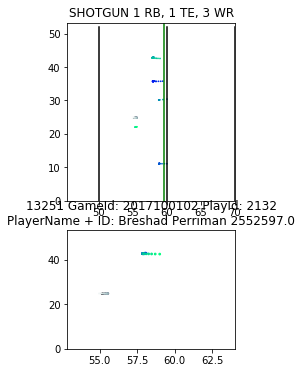 SHOTGUN 1 RB, 1 TE, 3 WR
50
40
30
20
10
0
50 55 60 65 70
13251 GameId: 2017100102 PlayId: 2132
PlayerName + ID: Breshad Perriman 2552597.0
40
20
0
55.0 57.5 60.0 62.5